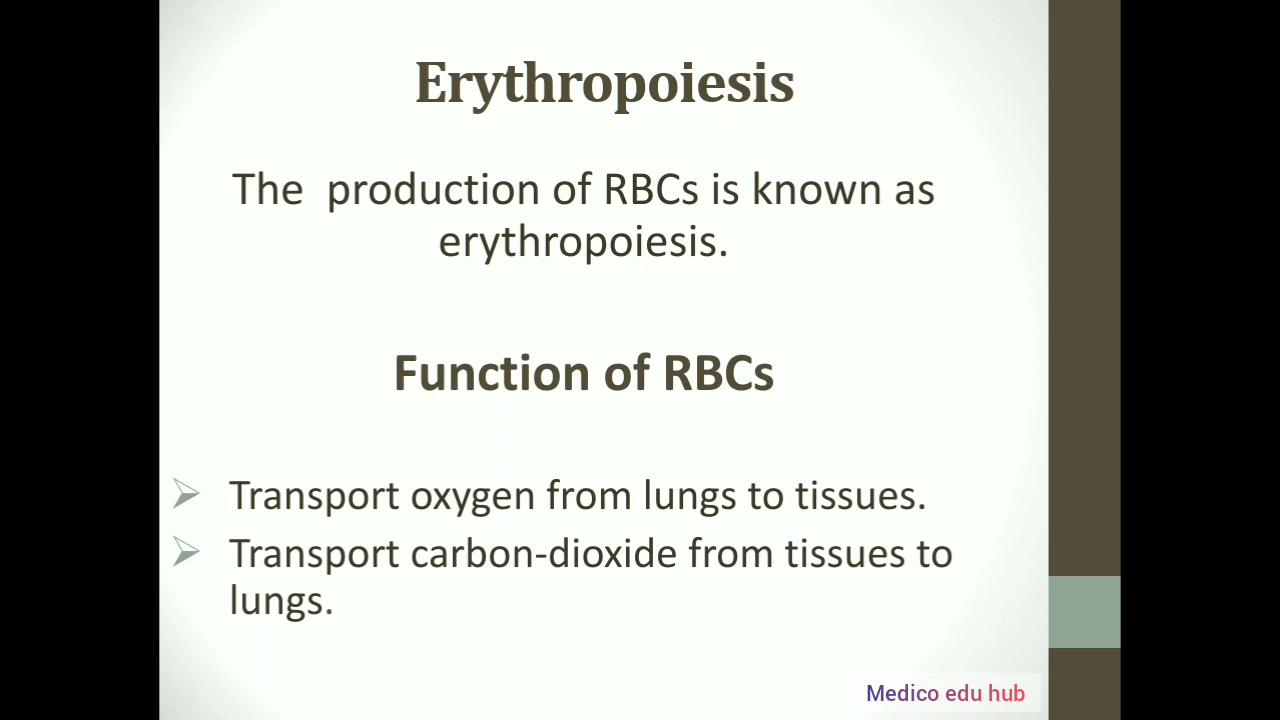 Erythropoiesis
The production of RBCs is known as
erythropoiesis.
Function of RBCs
Transport oxygen from lungs to tissues.
Transport carbon-dioxide from tissues to
lungs.
Medico edu hub